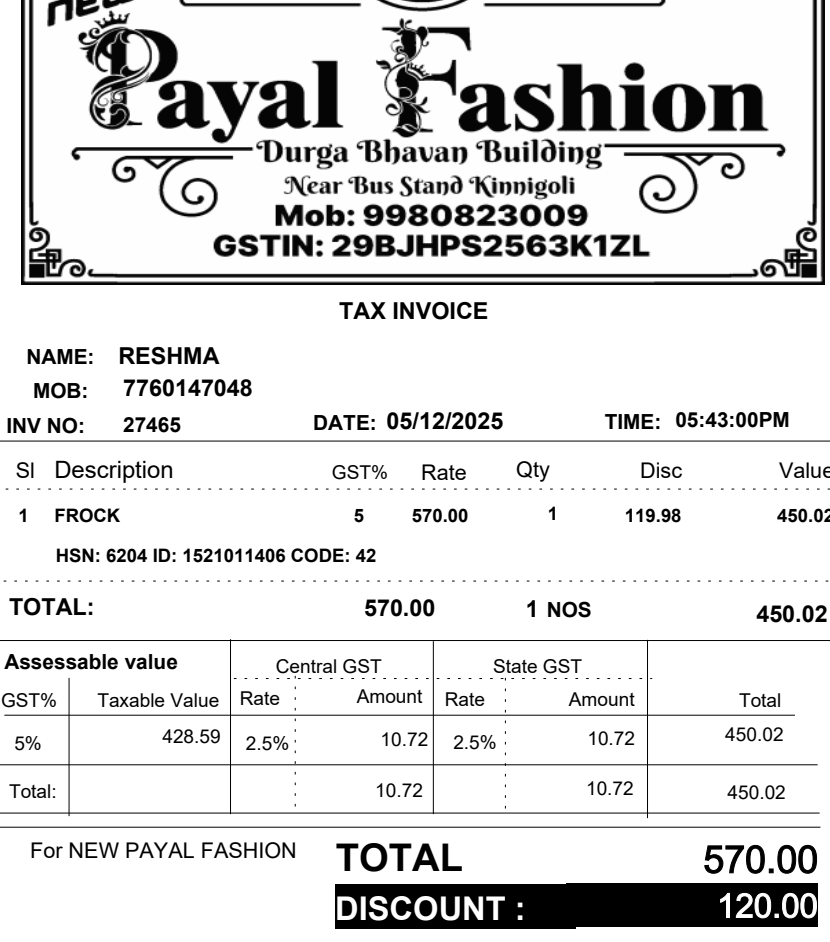 new
Payal Fashion
Durga Bhavan Building
Near Bus Stand Kinnigoli
Mob: 9980823009
GSTIN: 29BJHPS2563K1ZL
TAX INVOICE
NAME: RESHMA
MOB: 7760147048
INV NO: 27465 DATE: 05/12/2025 TIME: 05:43:00PM
Sl Description GST% Rate Qty Disc Value
1 FROCK 5 570.00 1 119.98 450.02
HSN: 6204 ID: 1521011406 CODE: 42
TOTAL: 570.00 1 NOS 450.02
Assessable value Central GST State GST
GST% Taxable Value Rate Amount Rate Amount Total
5% 428.59 2.5% 10.72 2.5% 10.72 450.02
Total: 10.72 10.72 450.02
For NEW PAYAL FASHION TOTAL 570.00
DISCOUNT : 120.00